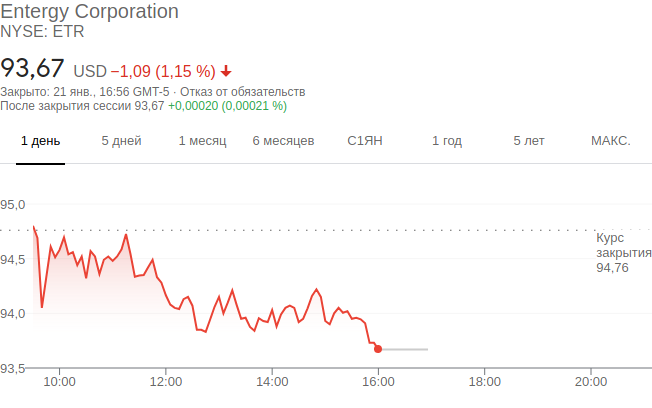 Entergy Corporation
NYSE: ETR
93,67 USD −1,09 (1,15 %)
Закрыто: 21 янв., 16:56 GMT-5 · Отказ от обязательств
После закрытия сессии 93,67 +0,00020 (0,00021 %)
1 день 5 дней 1 месяц 6 месяцев С1ЯН 1 год 5 лет МАКС.
95,0
Курс
закрытия
94,76
94,5
94,0
93,5
10:00 12:00 14:00 16:00 18:00 20:00